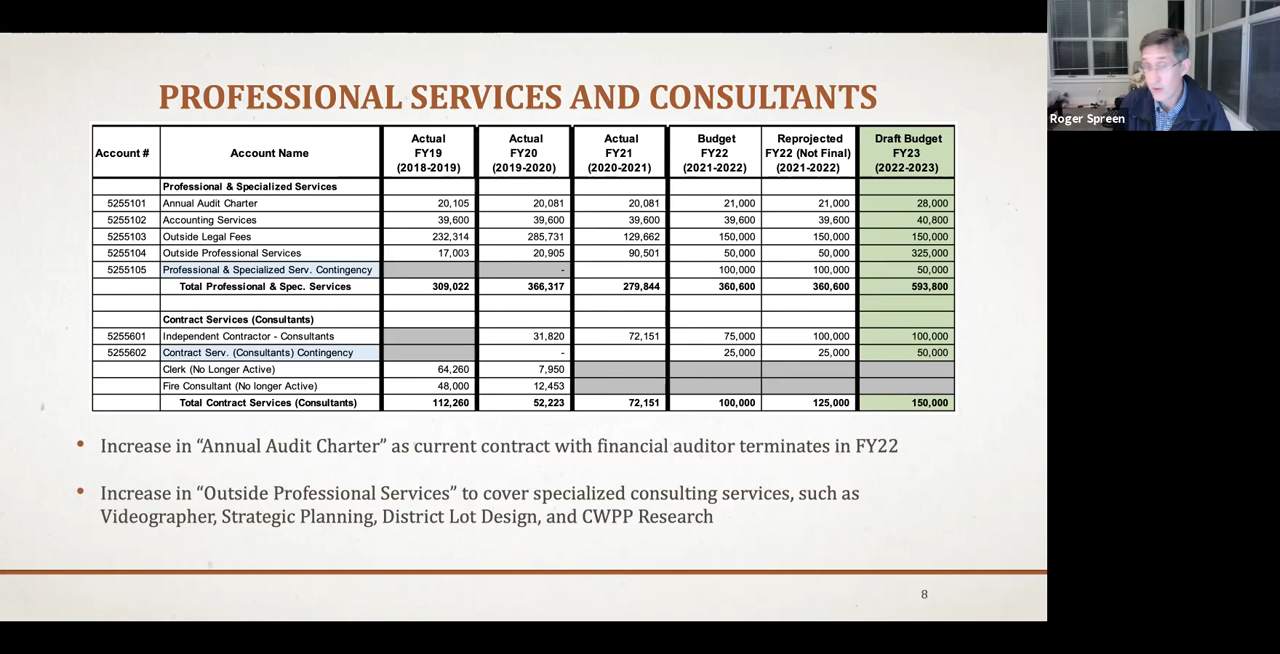 PROFESSIONAL SERVICES AND CONSULTANTS
Account # Account Name Actual FY19 (2018-2019) Actual FY20 (2019-2020) Actual FY21 (2020-2021) Budget FY22 (2021-2022) Reprojected FY22 (Not Final) (2021-2022) Draft Budget FY23 (2022-2023)
Professional & Specialized Services
5255101 Annual Audit Charter 20,105 20,081 20,081 21,000 21,000 28,000
5255102 Accounting Services 39,600 39,600 39,600 39,600 39,600 40,800
5255103 Outside Legal Fees 232,314 285,731 129,662 150,000 150,000 150,000
5255104 Outside Professional Services 17,003 20,905 90,501 50,000 50,000 325,000
5255105 Professional & Specialized Serv. Contingency - 100,000 100,000 50,000
Total Professional & Spec. Services 309,022 366,317 279,844 360,600 360,600 593,800
Contract Services (Consultants)
5255601 Independent Contractor - Consultants 31,820 72,151 75,000 100,000 100,000
5255602 Contract Serv. (Consultants) Contingency - 25,000 25,000 50,000
Clerk (No Longer Active) 64,260 7,950
Fire Consultant (No longer Active) 48,000 12,453
Total Contract Services (Consultants) 112,260 52,223 72,151 100,000 125,000 150,000
• Increase in “Annual Audit Charter” as current contract with financial auditor terminates in FY22
• Increase in “Outside Professional Services” to cover specialized consulting services, such as
Videographer, Strategic Planning, District Lot Design, and CWPP Research
8
Roger Spreen